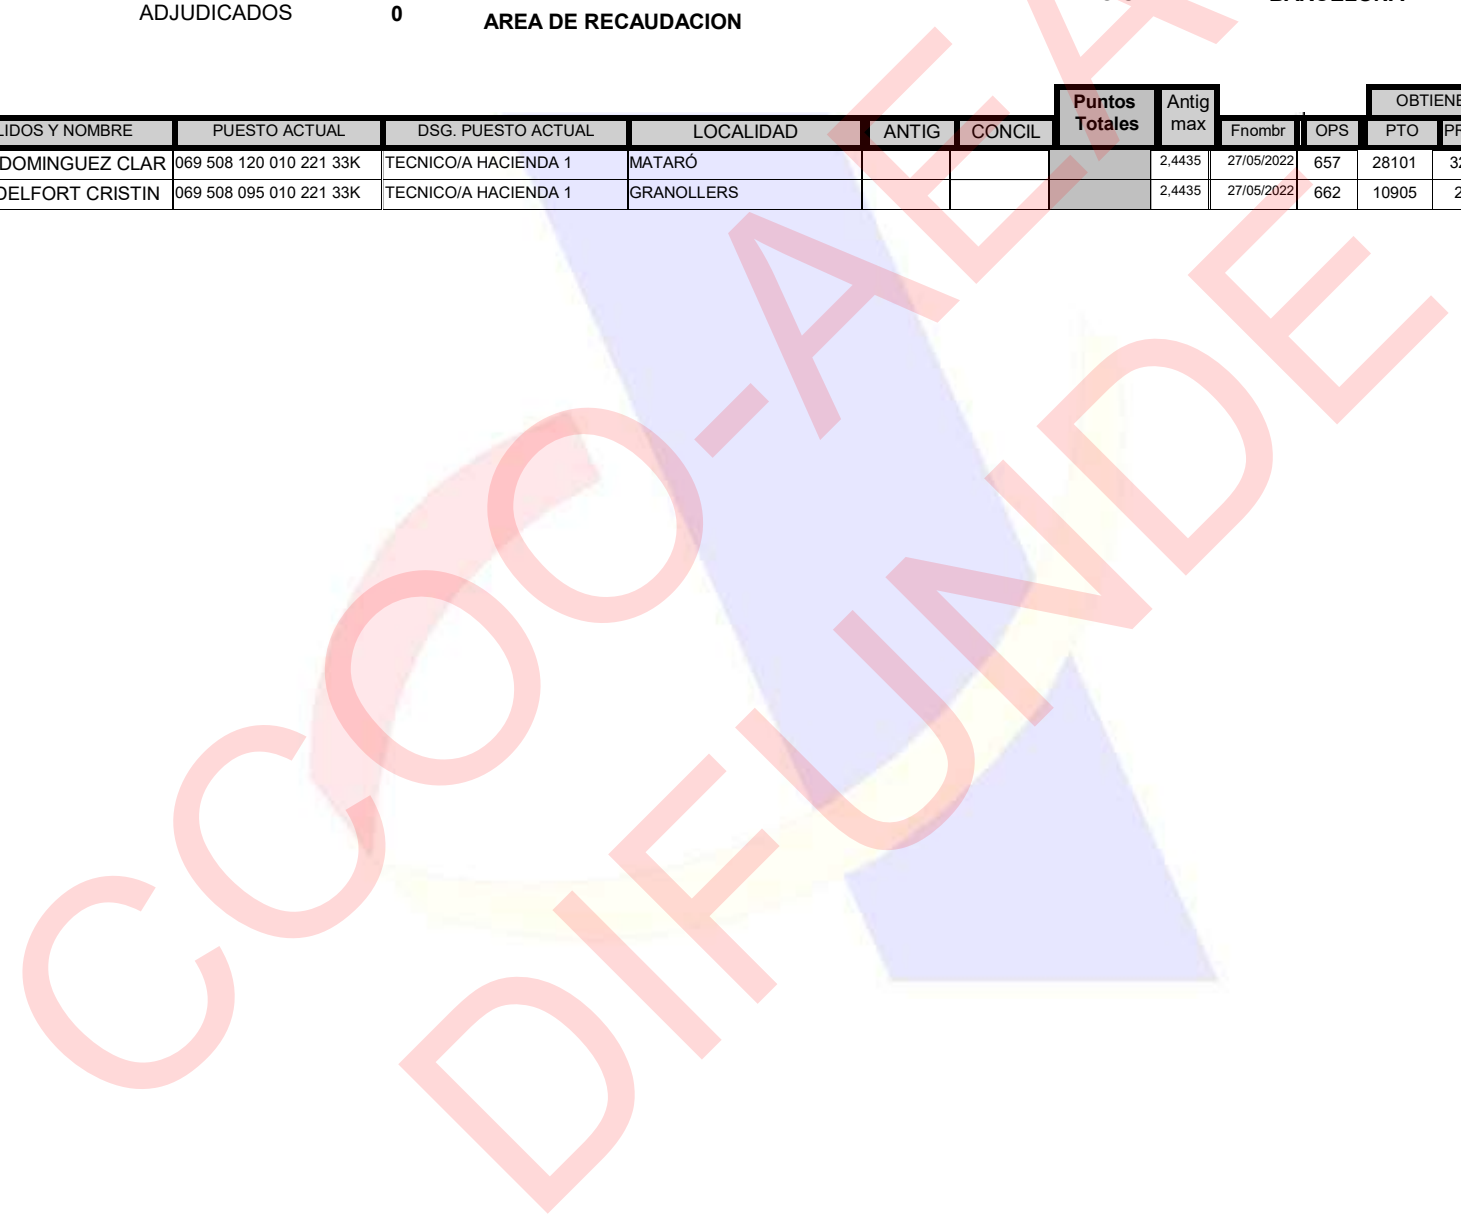 ADJUDICADOS 0 AREA DE RECAUDACION
Puntos Totales Antig max OBTIENE
LIDOS Y NOMBRE PUESTO ACTUAL DSG. PUESTO ACTUAL LOCALIDAD ANTIG CONCIL Fnombr OPS PTO
DOMINGUEZ CLAR 069 508 120 010 221 33K TECNICO/A HACIENDA 1 MATARÓ 2,4435 27/05/2022 657 28101 32
DELFORT CRISTIN 069 508 095 010 221 33K TECNICO/A HACIENDA 1 GRANOLLERS 2,4435 27/05/2022 662 10905 2
CCOO-AEA
DIFUNDE